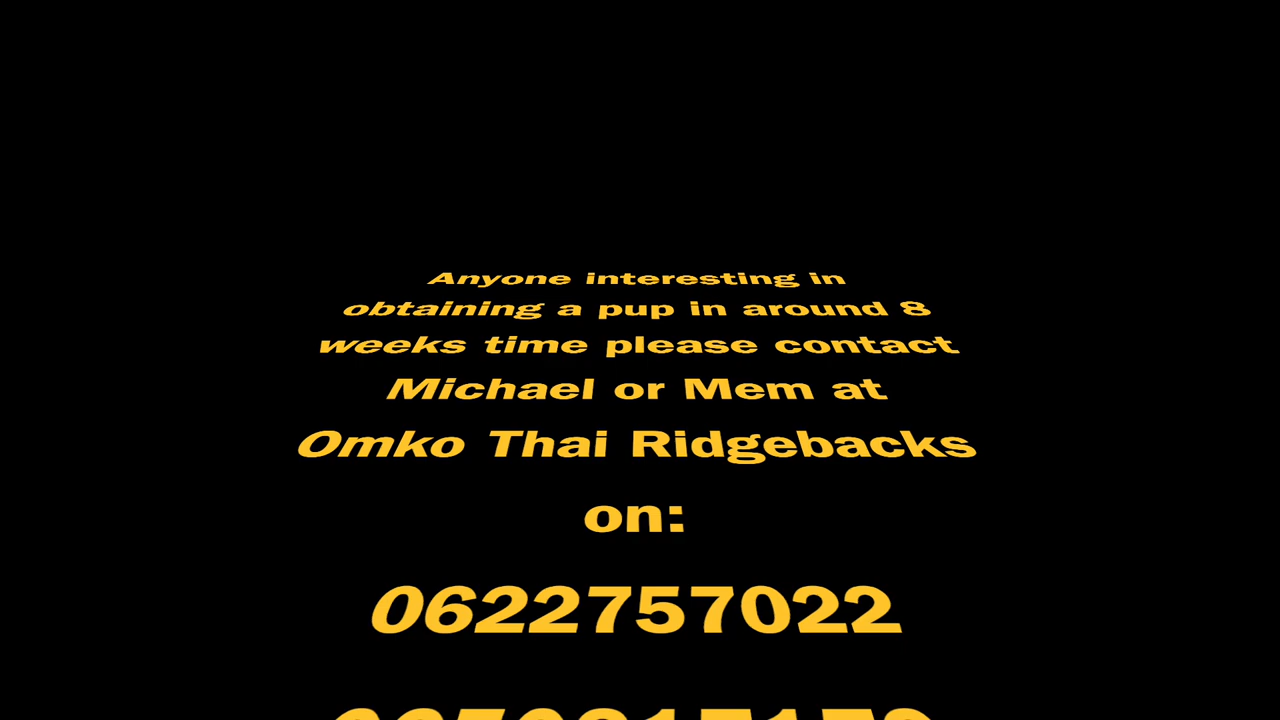 Anyone interesting in
obtaining a pup in around 8
weeks time please contact
Michael or Mem at
Omko Thai Ridgebacks
on:
0622757022